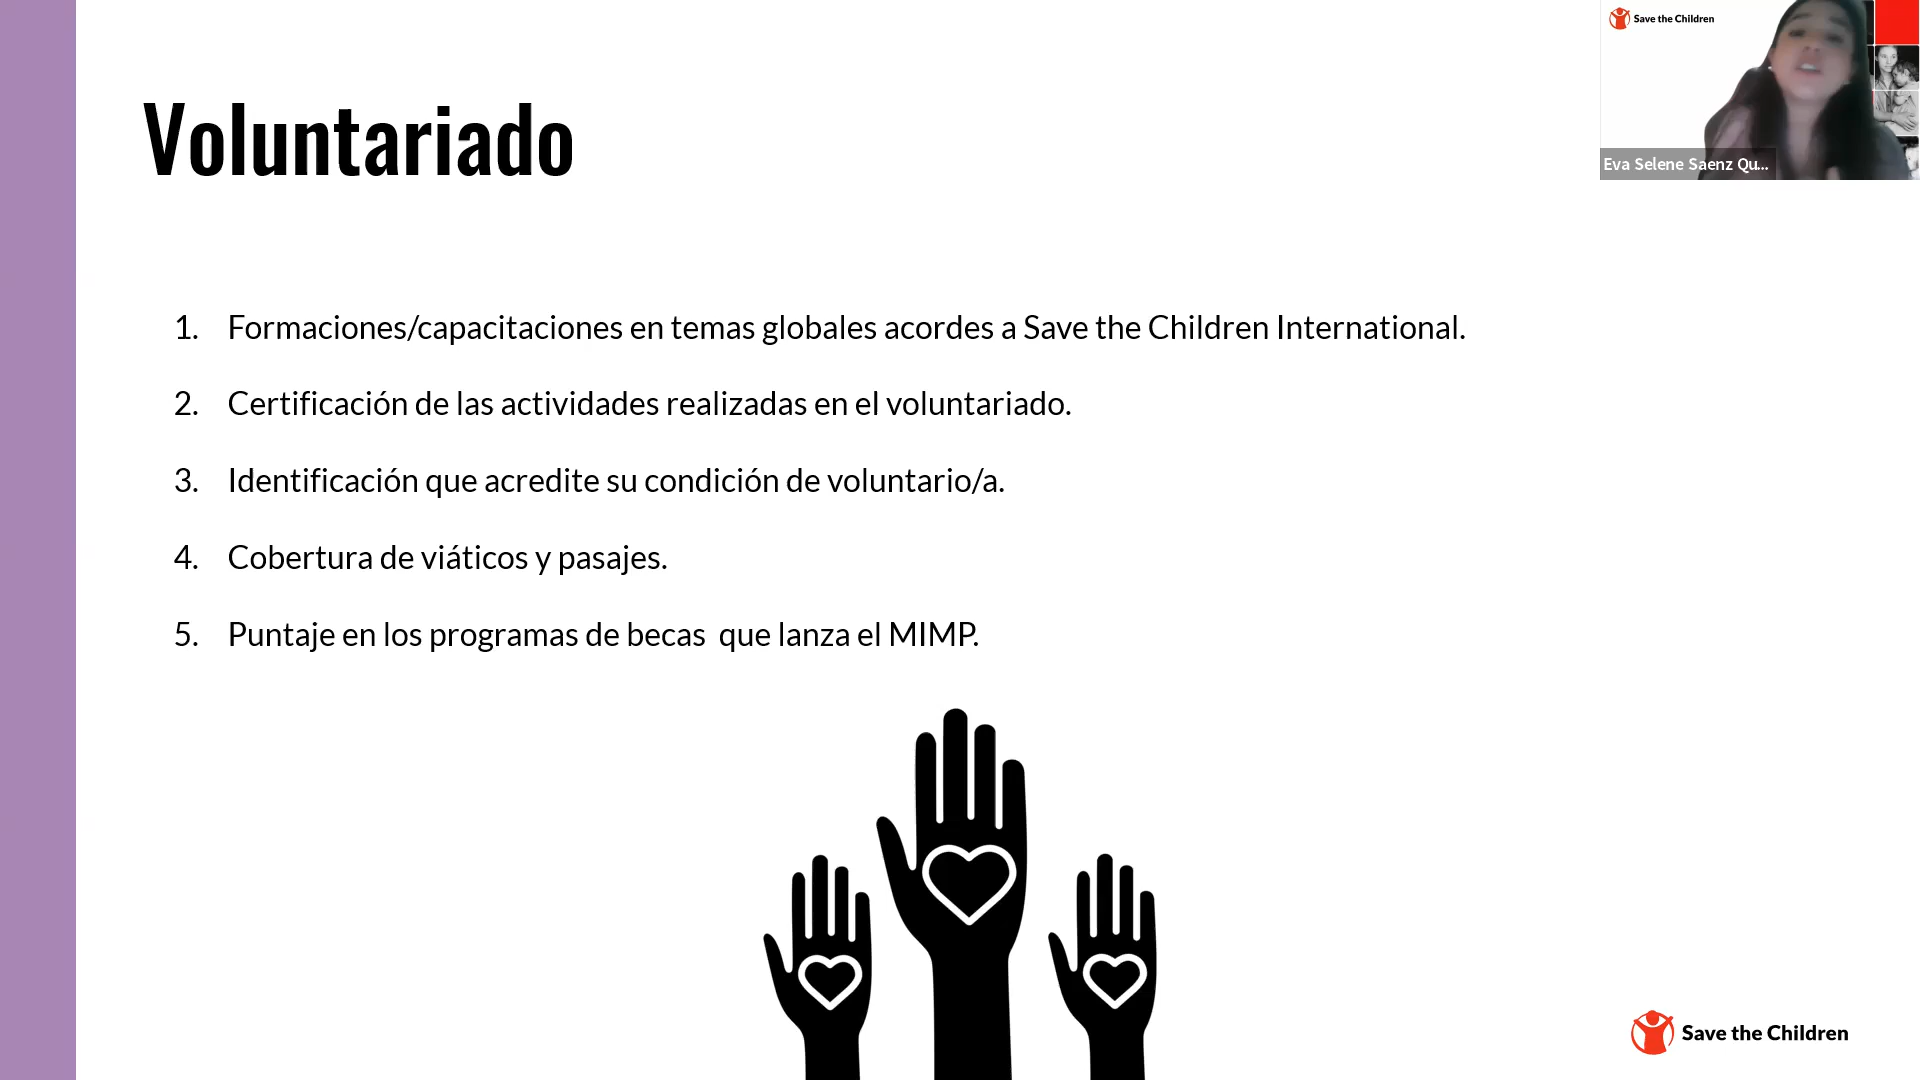 Save the Children
Eva Selene Saenz Qu...
Voluntariado
1. Formaciones/capacitaciones en temas globales acordes a Save the Children International.
2. Certificación de las actividades realizadas en el voluntariado.
3. Identificación que acredite su condición de voluntario/a.
4. Cobertura de viáticos y pasajes.
5. Puntaje en los programas de becas  que lanza el MIMP.
Save the Children